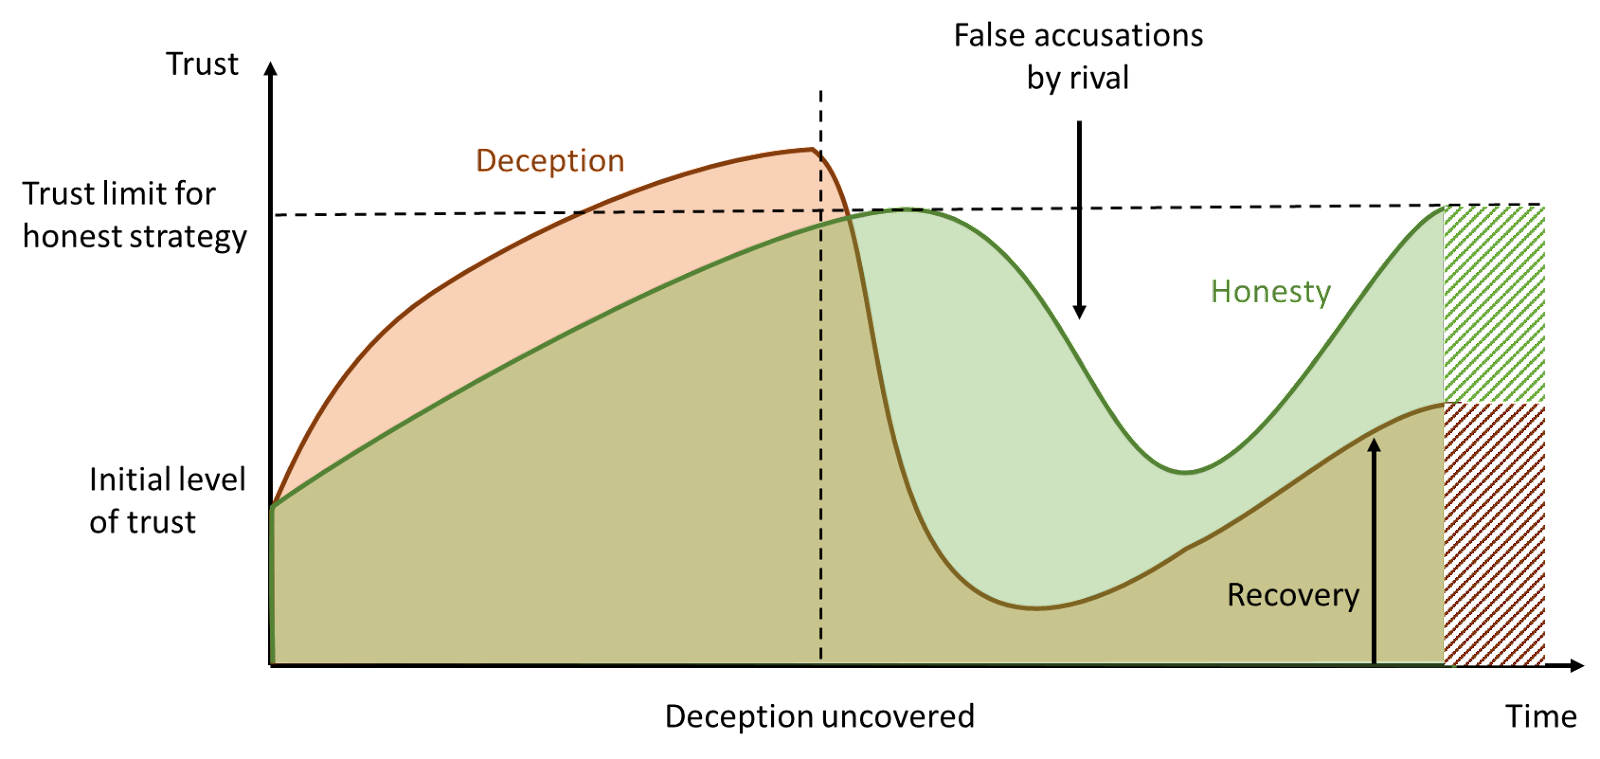 False accusations
by rival
Trust
Deception
Trust limit for
honest strategy
Honesty
Initial level
of trust
Recovery
Deception uncovered
Time